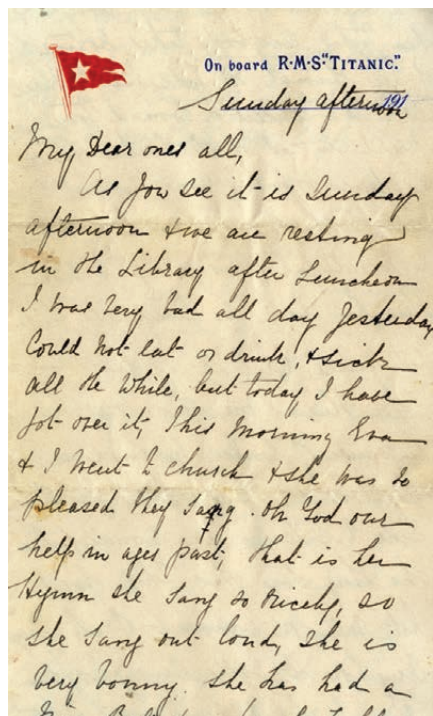 On board R·M·S "TITANIC".
191
Sunday afternoon
My Dear ones all,
As you see it is Sunday
afternoon & we are resting
in the Library after Luncheon
I was very bad all day Yesterday
Could not eat or drink, & sick
all the while, but today I have
got over it, This morning Eva
& I went to church & she was so
pleased they sang. Oh God our
help in ages past, that is her
Hymn she sang so nicely, so
she sang out loud, she is
very bonny. She has had a